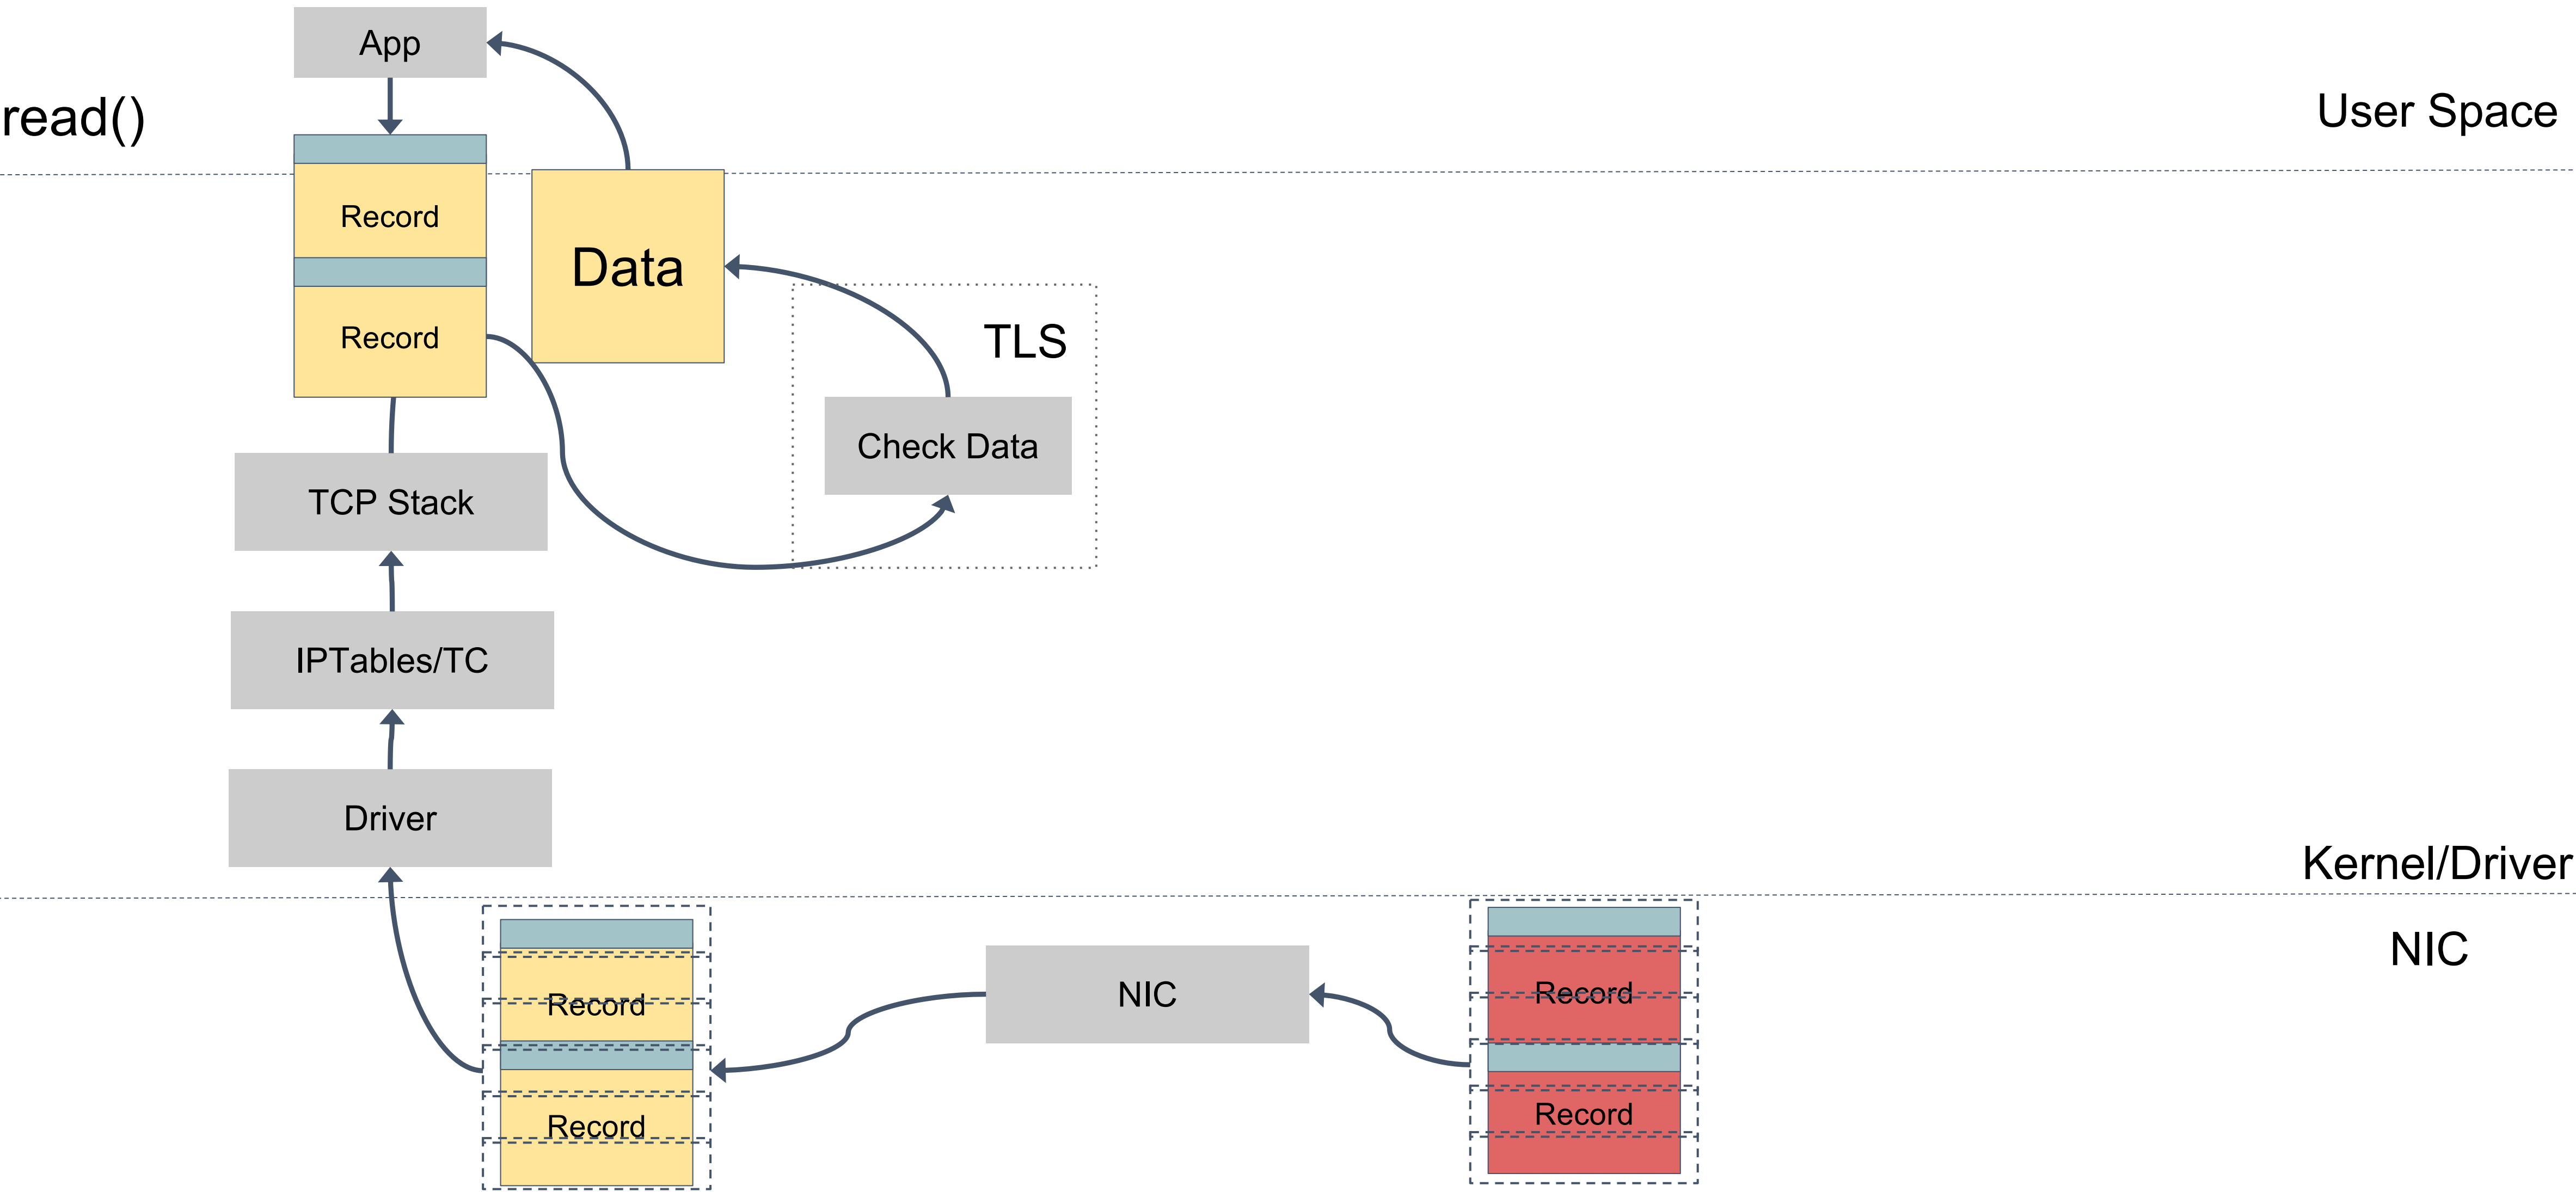 App
read()
User Space
Record
Data
Record
TLS
Check Data
TCP Stack
IPTables/TC
Driver
Kernel/Driver
NIC
Record
NIC
Record
Record
Record